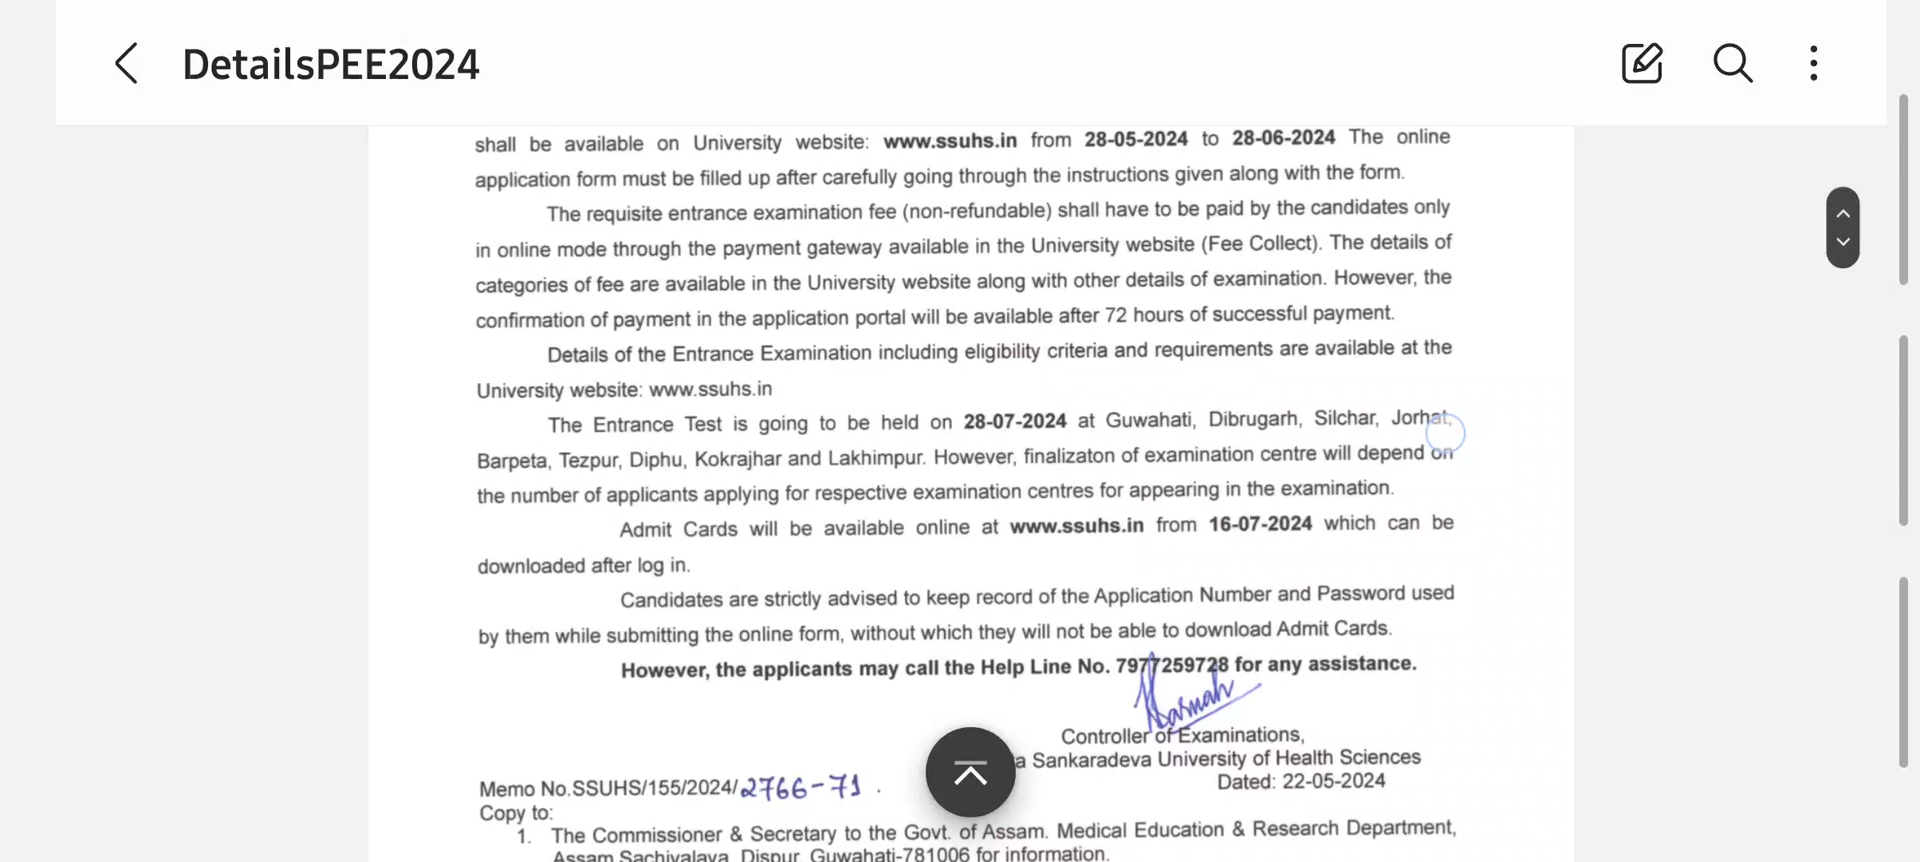 DetailsPEE2024
shall be available on University website: www.ssuhs.in from 28-05-2024 to 28-06-2024 The online
application form must be filled up after carefully going through the instructions given along with the form.
The requisite entrance examination fee (non-refundable) shall have to be paid by the candidates only
in online mode through the payment gateway available in the University website (Fee Collect). The details of
categories of fee are available in the University website along with other details of examination. However, the
confirmation of payment in the application portal will be available after 72 hours of successful payment.
Details of the Entrance Examination including eligibility criteria and requirements are available at the
University website: www.ssuhs.in
The Entrance Test is going to be held on 28-07-2024 at Guwahati, Dibrugarh, Silchar, Jorhat,
Barpeta, Tezpur, Diphu, Kokrajhar and Lakhimpur. However, finalizaton of examination centre will depend on
the number of applicants applying for respective examination centres for appearing in the examination.
Admit Cards will be available online at www.ssuhs.in from 16-07-2024 which can be
downloaded after log in.
Candidates are strictly advised to keep record of the Application Number and Password used
by them while submitting the online form, without which they will not be able to download Admit Cards.
However, the applicants may call the Help Line No. 7977259728 for any assistance.
Controller of Examinations,
a Sankaradeva University of Health Sciences
Dated: 22-05-2024
Memo No.SSUHS/155/2024/2766-71.
Copy to:
1. The Commissioner & Secretary to the Govt. of Assam. Medical Education & Research Department,
Assam Sachivalaya, Dispur, Guwahati-781006 for information.